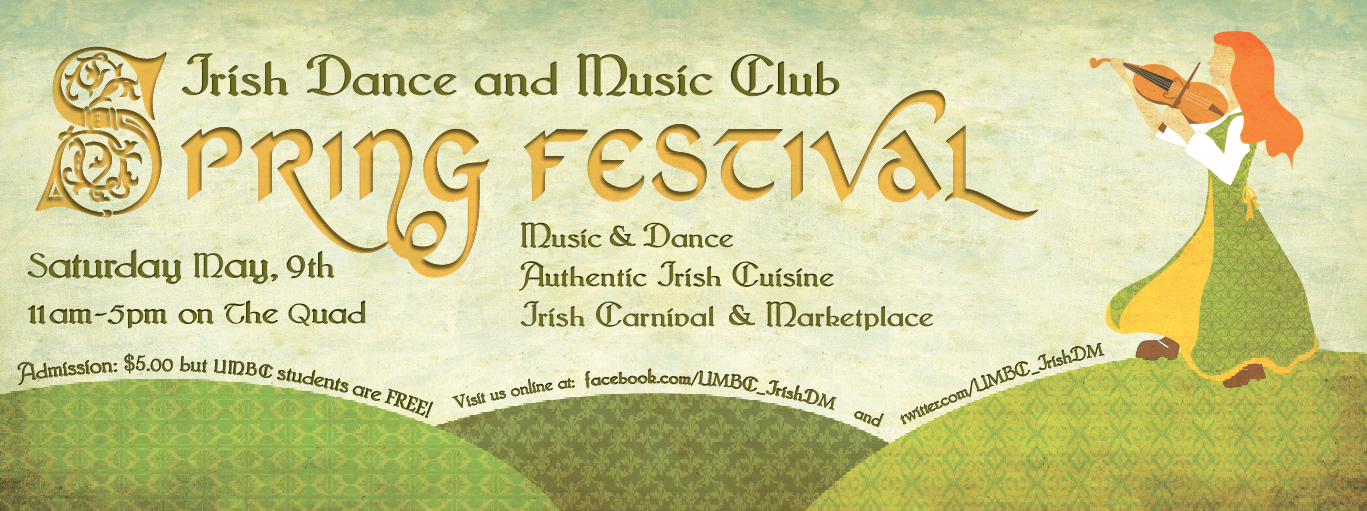 Irish Dance and Music Club
Spring Festival
Saturday May, 9th
11am-5pm on The Quad
Music & Dance
Authentic Irish Cuisine
Irish Carnival & Marketplace
Admission: $5.00 but UMBC students are FREE!
Visit us online at: facebook.com/UMBC_IrishDM and twitter.com/UMBC_IrishDM